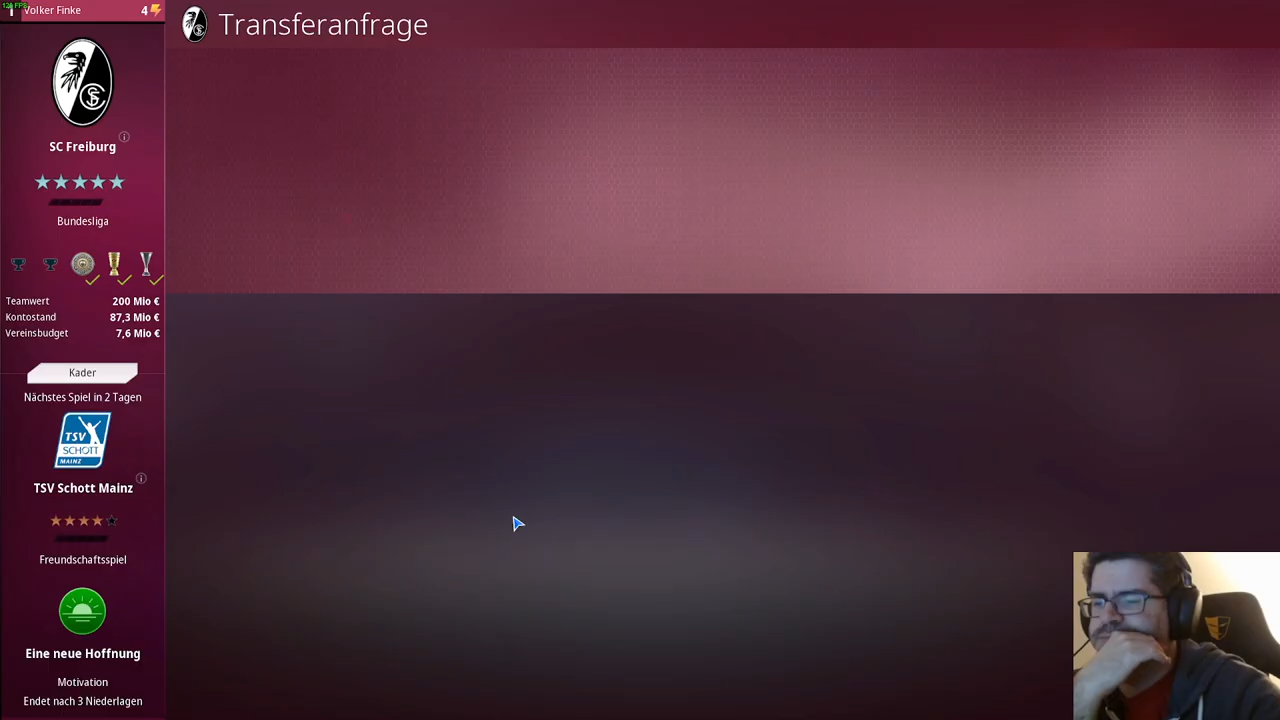 120 FPS
Volker Finke
4
Transferanfrage
SC Freiburg
Bundesliga
Teamwert 200 Mio €
Kontostand 87,3 Mio €
Vereinsbudget 7,6 Mio €
Kader
Nächstes Spiel in 2 Tagen
TSV
SCHOTT
MAINZ
TSV Schott Mainz
Freundschaftsspiel
Eine neue Hoffnung
Motivation
Endet nach 3 Niederlagen